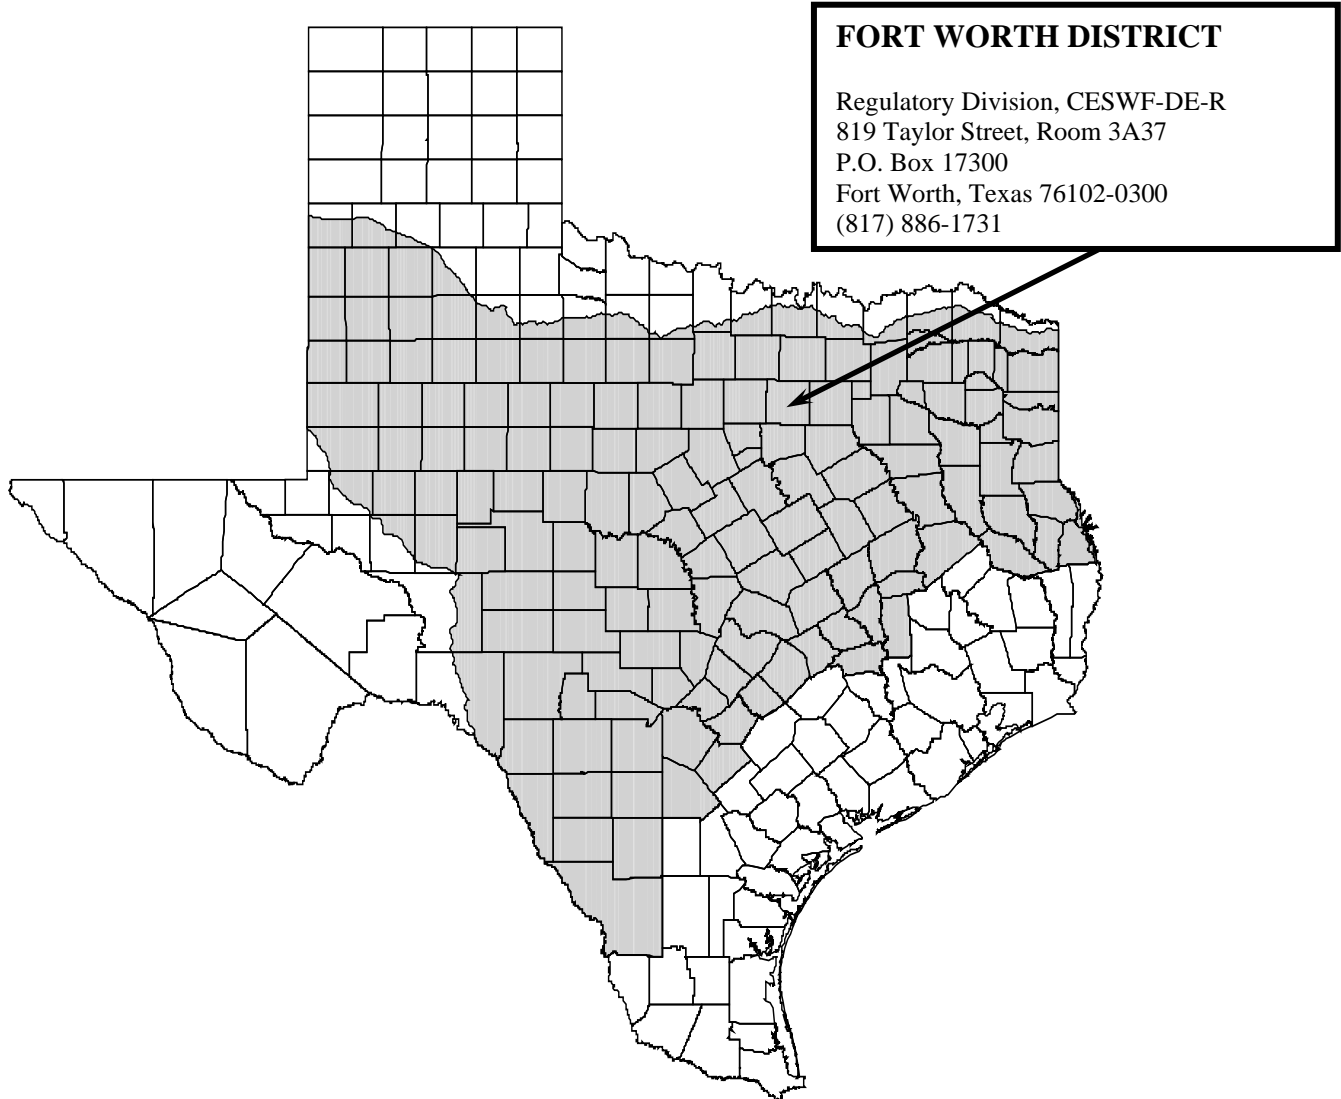 FORT WORTH DISTRICT
Regulatory Division, CESWF-DE-R
819 Taylor Street, Room 3A37
P.O. Box 17300
Fort Worth, Texas 76102-0300
(817) 886-1731